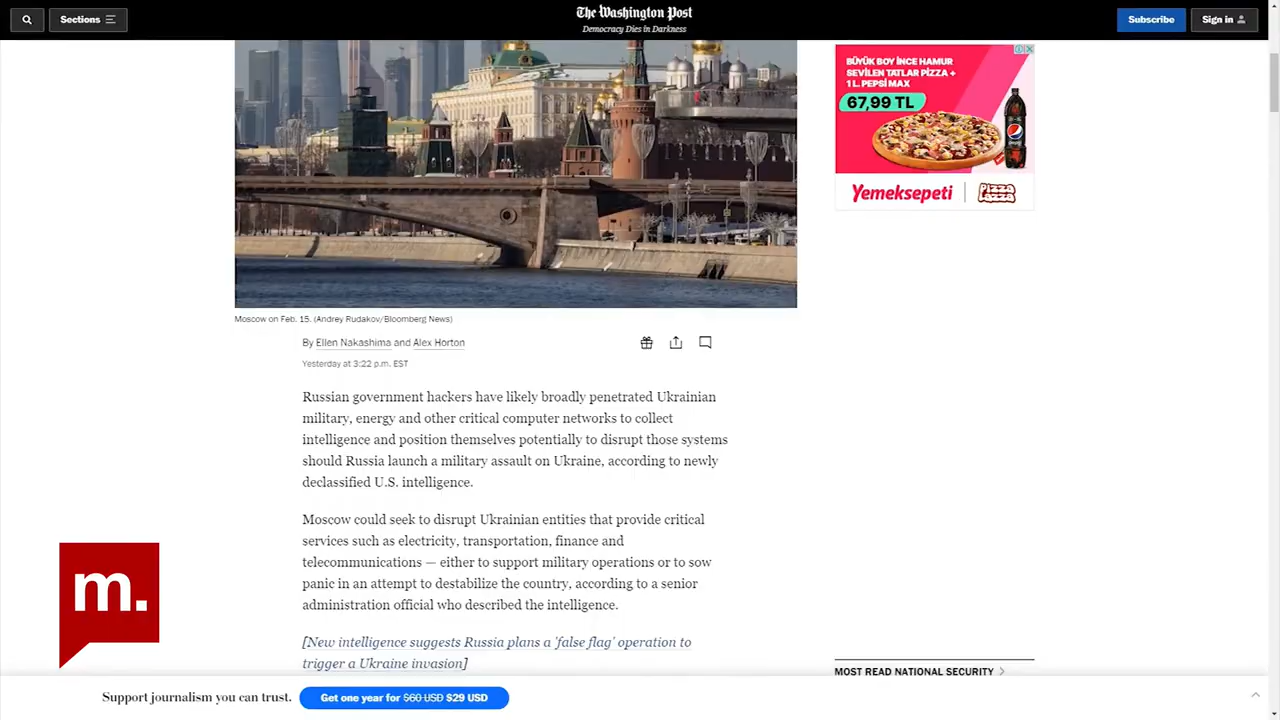 Sections
The Washington Post
Democracy Dies in Darkness
Subscribe
Sign in
BÜYÜK BOY İNCE HAMUR
SEVİLEN TATLAR PİZZA +
1 L. PEPSİ MAX
67,99 TL
Yemeksepeti
PIZZA LAZZA
Moscow on Feb. 15. (Andrey Rudakov/Bloomberg News)
By Ellen Nakashima and Alex Horton
Yesterday at 3:22 p.m. EST
Russian government hackers have likely broadly penetrated Ukrainian
military, energy and other critical computer networks to collect
intelligence and position themselves potentially to disrupt those systems
should Russia launch a military assault on Ukraine, according to newly
declassified U.S. intelligence.
Moscow could seek to disrupt Ukrainian entities that provide critical
services such as electricity, transportation, finance and
telecommunications — either to support military operations or to sow
panic in an attempt to destabilize the country, according to a senior
administration official who described the intelligence.
[New intelligence suggests Russia plans a 'false flag' operation to
trigger a Ukraine invasion]
m.
MOST READ NATIONAL SECURITY
Support journalism you can trust.
Get one year for $60 USD $29 USD